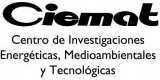 Ciemat
Centro de Investigaciones
Energéticas, Medioambientales
y Tecnológicas